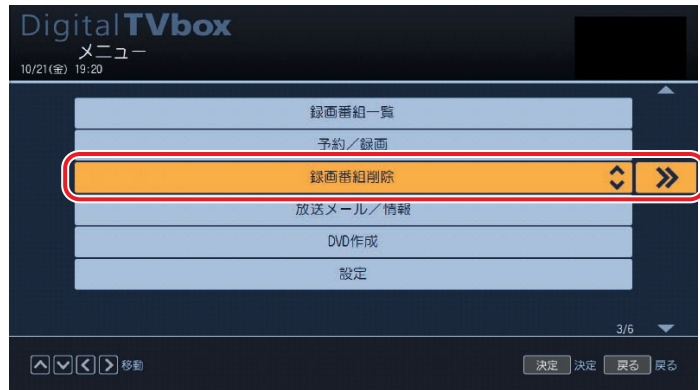 DigitalTVbox
メニュー
10/21(金) 19:20
録画番組一覧
予約／録画
録画番組削除
放送メール／情報
DVD作成
設定
3/6
移動
決定 決定 戻る 戻る